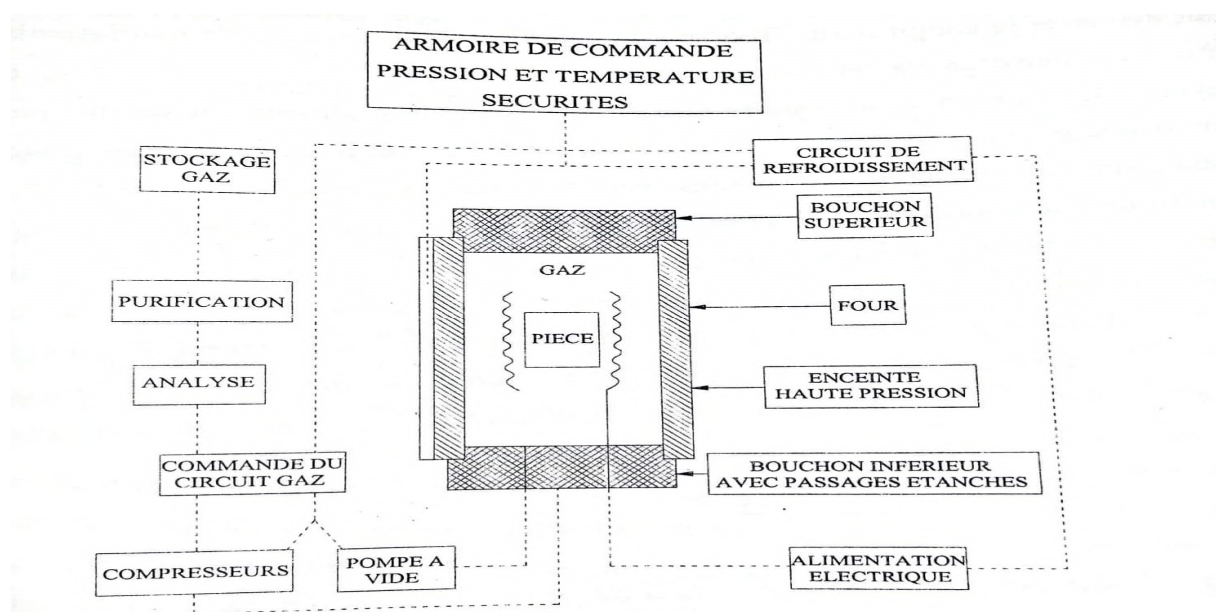 ARMOIRE DE COMMANDE
PRESSION ET TEMPERATURE
SECURITES
STOCKAGE
GAZ
CIRCUIT DE
REFROIDISSEMENT
BOUCHON
SUPERIEUR
GAZ
PURIFICATION
PIECE
FOUR
ANALYSE
ENCEINTE
HAUTE PRESSION
COMMANDE DU
CIRCUIT GAZ
BOUCHON INFERIEUR
AVEC PASSAGES ETANCHES
COMPRESSEURS
POMPE A
VIDE
ALIMENTATION
ELECTRIQUE